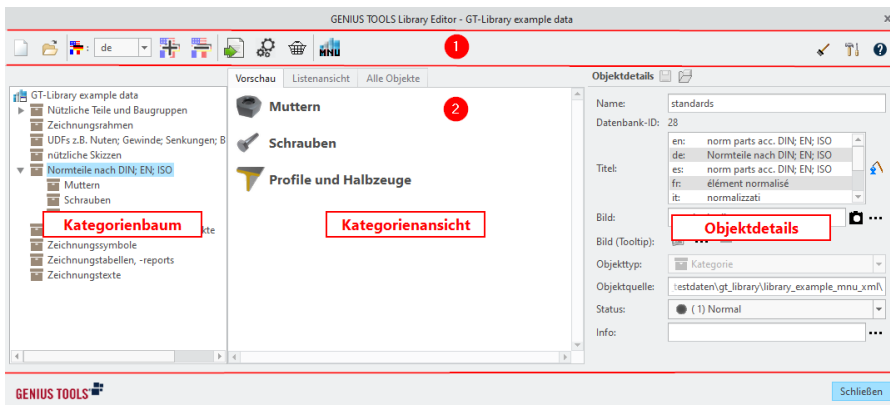 GENIUS TOOLS Library Editor - GT-Library example data
de
MNU
1
Vorschau Listenansicht Alle Objekte
Objektdetails
GT-Library example data
Nützliche Teile und Baugruppen
Zeichnungsrahmen
UDFs z.B. Nuten; Gewinde; Senkungen; B
nützliche Skizzen
Normteile nach DIN; EN; ISO
Muttern
Schrauben
Kategorienbaum
kte
Zeichnungssymbole
Zeichnungstabellen, -reports
Zeichnungstexte
Muttern
2
Schrauben
Profile und Halbzeuge
Kategorienansicht
Name: standards
Datenbank-ID: 28
Titel:
en: norm parts acc. DIN; EN; ISO
de: Normteile nach DIN; EN; ISO
es: norm parts acc. DIN; EN; ISO
fr: élément normalisé
it: normalizzati
Bild:
Objektdetails
Bild (Tooltip):
Objekttyp: Kategorie
Objektquelle: testdaten\gt_library\library_example_mnu_xml\
Status: ( 1) Normal
Info:
GENIUS TOOLS
Schließen